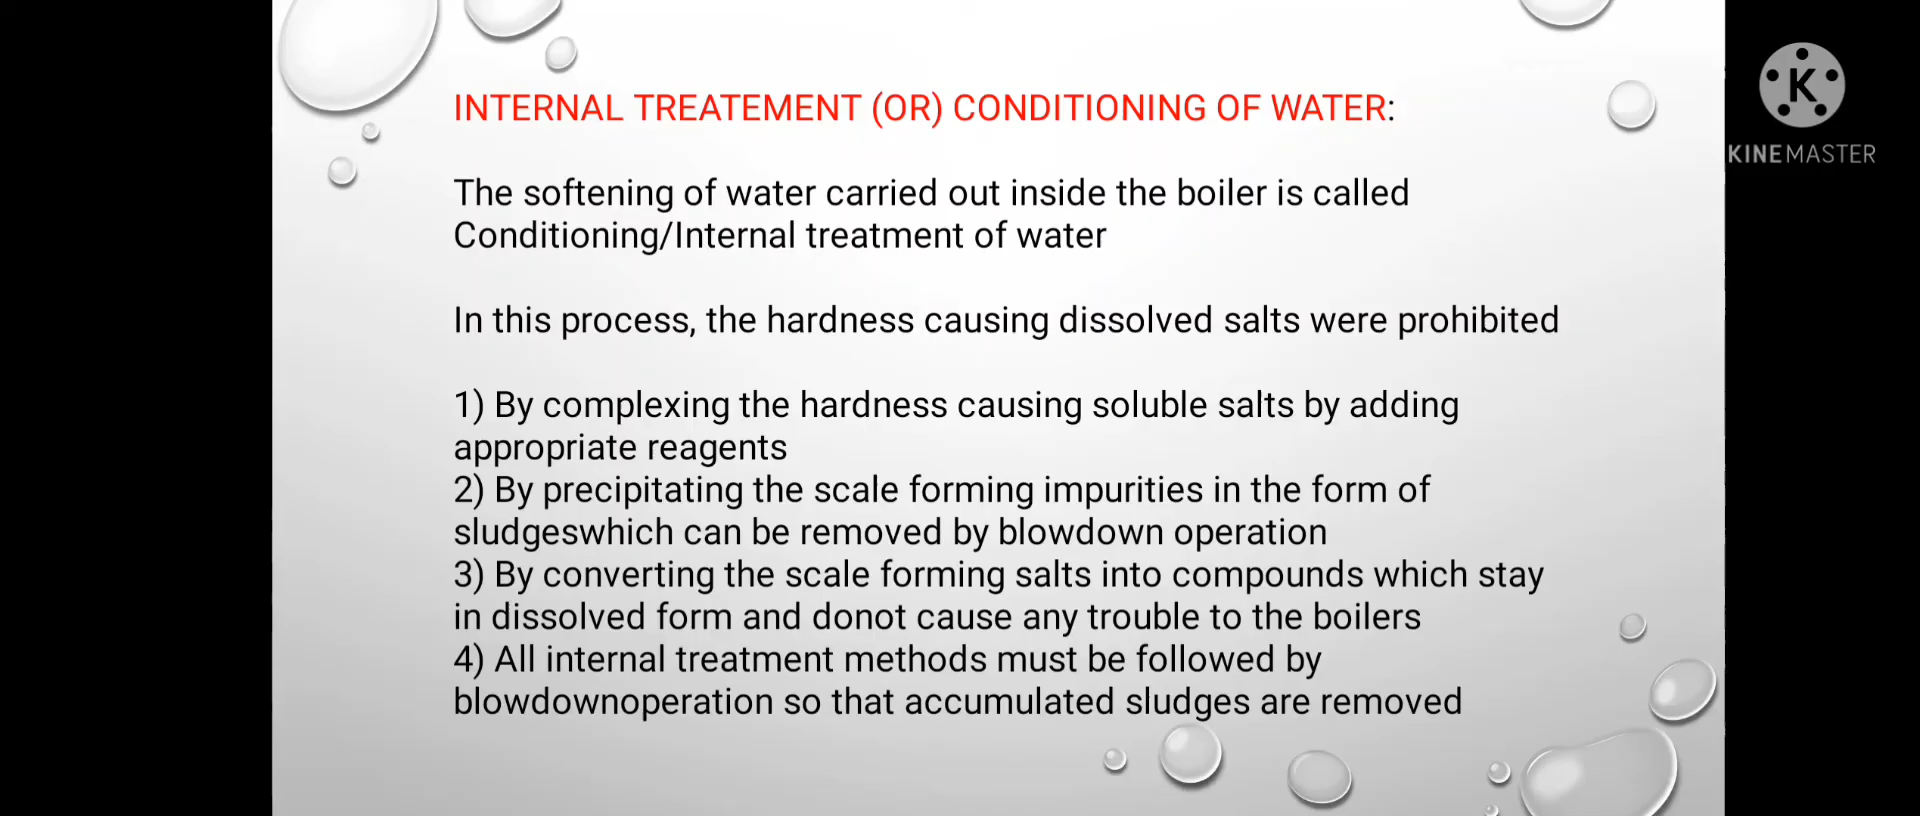 INTERNAL TREATEMENT (OR) CONDITIONING OF WATER:
The softening of water carried out inside the boiler is called
Conditioning/Internal treatment of water
In this process, the hardness causing dissolved salts were prohibited
1) By complexing the hardness causing soluble salts by adding
appropriate reagents
2) By precipitating the scale forming impurities in the form of
sludgeswhich can be removed by blowdown operation
3) By converting the scale forming salts into compounds which stay
in dissolved form and donot cause any trouble to the boilers
4) All internal treatment methods must be followed by
blowdownoperation so that accumulated sludges are removed
K
KINEMASTER